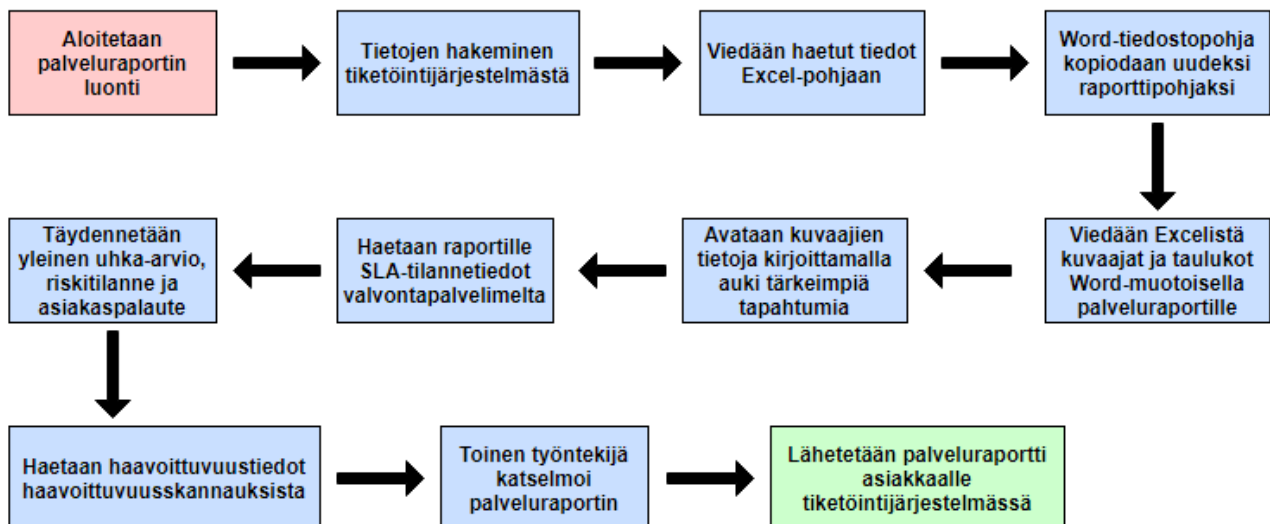 Aloitetaan
palveluraportin
luonti
Tietojen hakeminen
tiketöintijärjestelmästä
Viedään haetut tiedot
Excel-pohjaan
Word-tiedostopohja
kopiodaan uudeksi
raporttipohjaksi
Viedään Excelistä
kuvaajat ja taulukot
Word-muotoisella
palveluraportille
Avataan kuvaajien
tietoja kirjoittamalla
auki tärkeimpiä
tapahtumia
Haetaan raportille
SLA-tilannetiedot
valvontapalvelimelta
Täydennetään
yleinen uhka-arvio,
riskitilanne ja
asiakaspalaute
Haetaan haavoittuvuustiedot
haavoittuvuusskannauksista
Toinen työntekijä
katselmoi
palveluraportin
Lähetetään palveluraportti
asiakkaalle
tiketöintijärjestelmässä